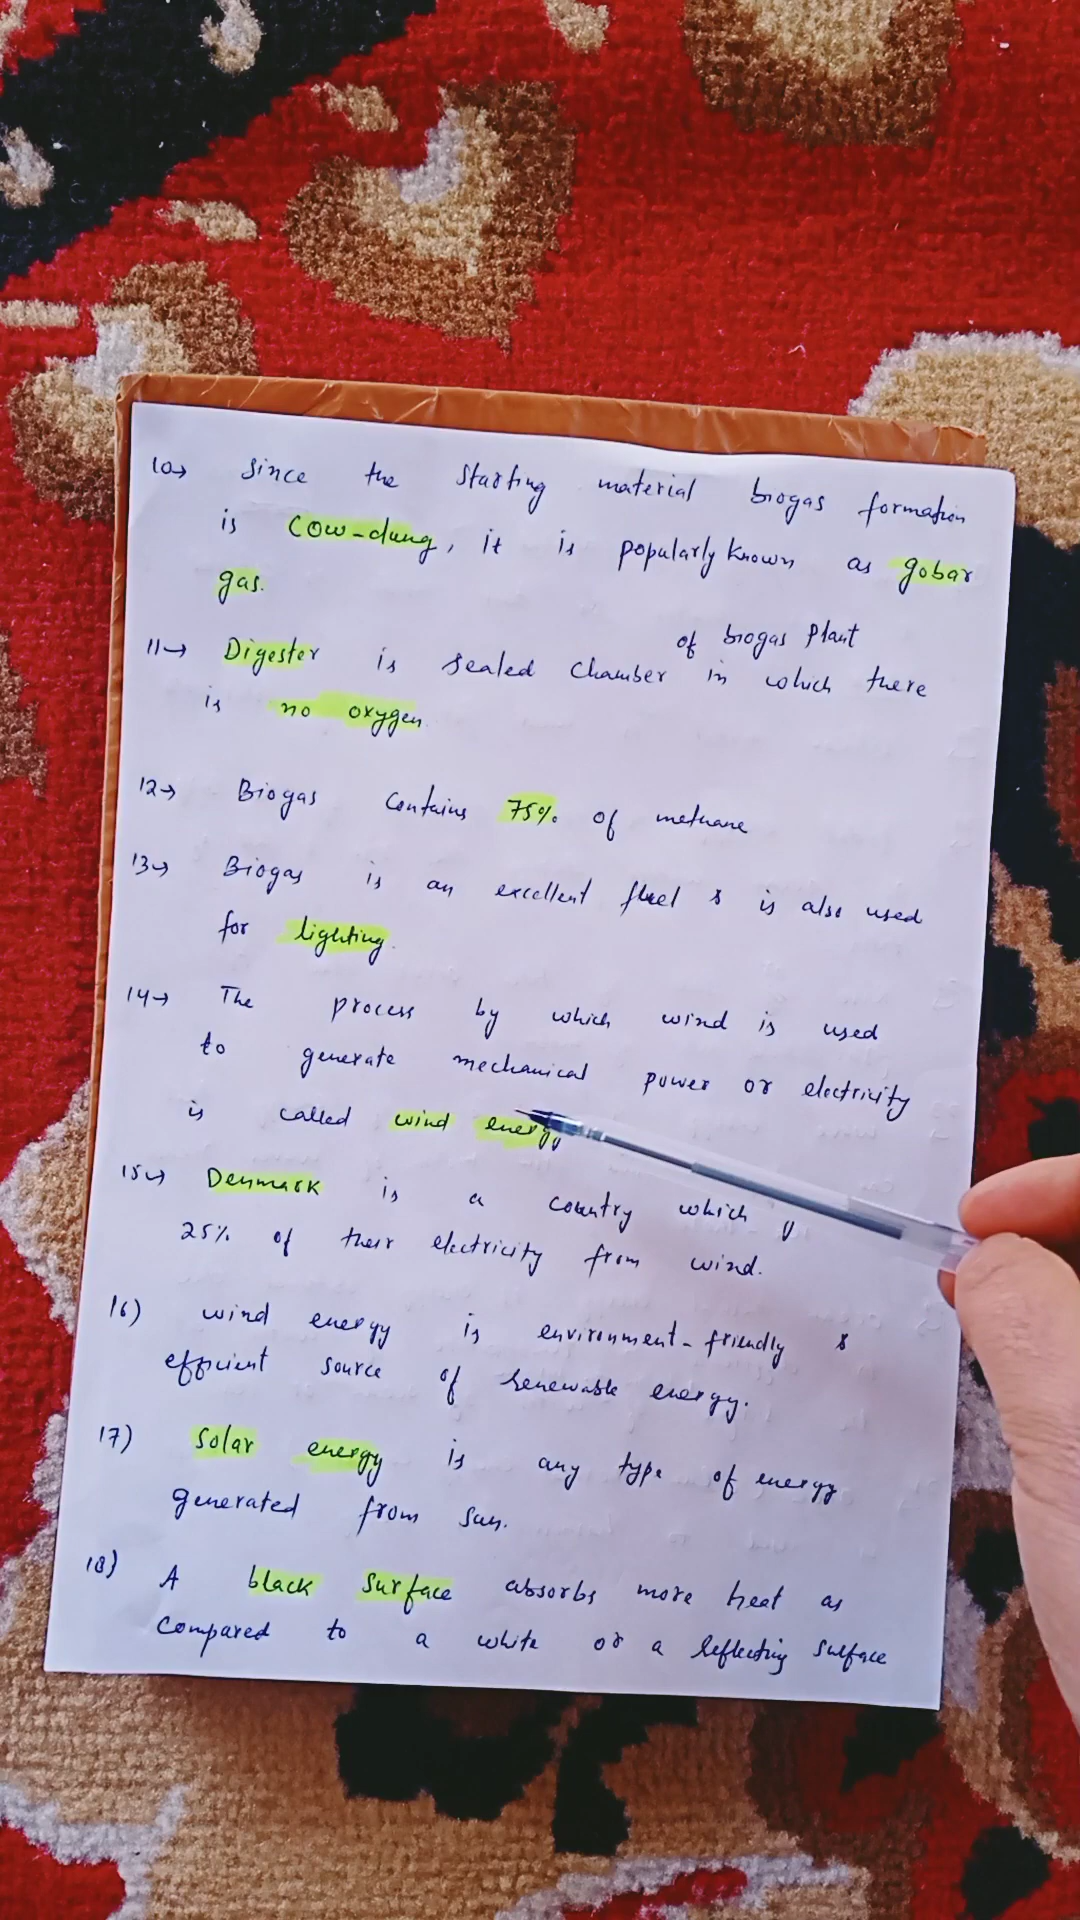 10→ Since the starting material biogas formation
is Cow-dung, it is popularly known as gobar
gas.
of biogas Plant
11→ Digester is sealed Chamber in which there
is no oxygen.
12→ Biogas Contains 75% of methane
13→ Biogas is an excellent fuel & is also used
for lighting.
14→ The process by which wind is used
to generate mechanical power or electricity
is called wind energy
15→ Denmark is a country which
25% of their electricity from wind.
16) wind energy is environment-friendly &
efficient source of renewable energy.
17) Solar energy is any type of energy
generated from sun.
18) A black Surface absorbs more heat as
Compared to a white or a reflecting surface